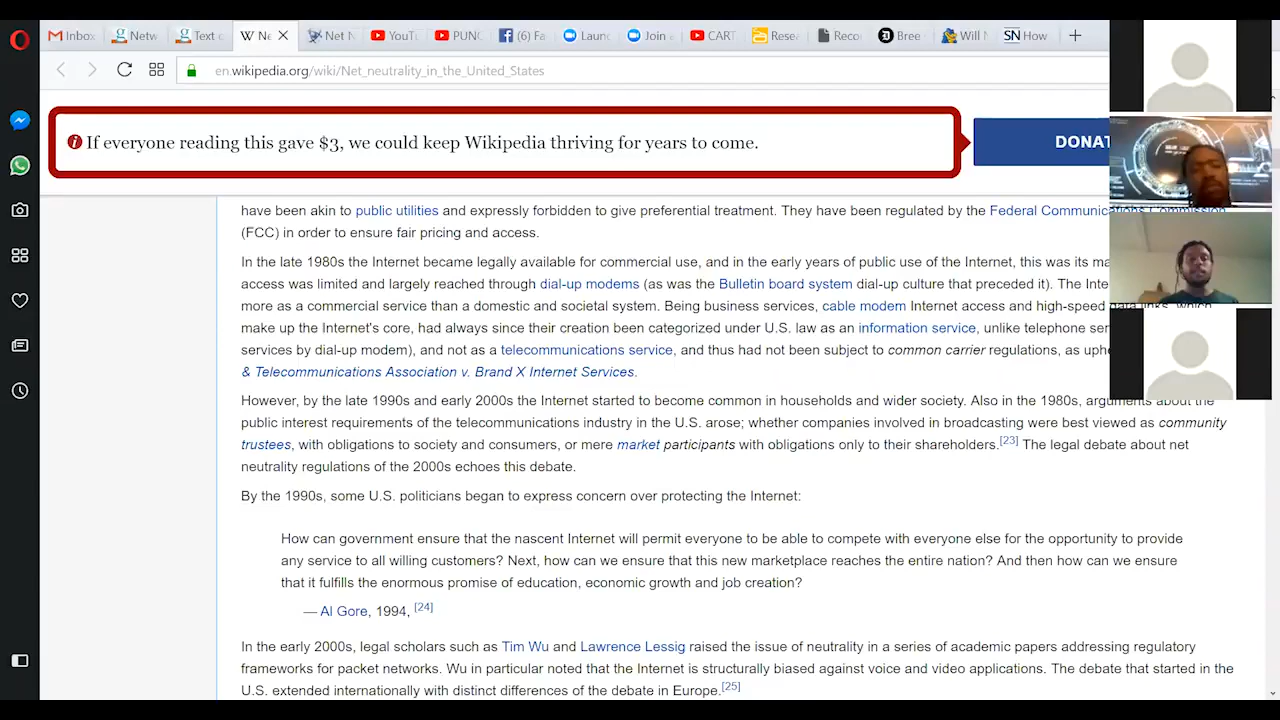 Inbo
Netw
Text o
W Ne
Net N
YouTu
PUNC
(6) Fa
Laun
Join a
CART
Rese
Reco
Bree
Will N
SN How
en.wikipedia.org/wiki/Net_neutrality_in_the_United_States
If everyone reading this gave $3, we could keep Wikipedia thriving for years to come.
DONAT
have been akin to public utilities and expressly forbidden to give preferential treatment. They have been regulated by the Federal Communications Commission
(FCC) in order to ensure fair pricing and access.
In the late 1980s the Internet became legally available for commercial use, and in the early years of public use of the Internet, this was its ma
access was limited and largely reached through dial-up modems (as was the Bulletin board system dial-up culture that preceded it). The Inte
more as a commercial service than a domestic and societal system. Being business services, cable modem Internet access and high-speed data links, which
make up the Internet's core, had always since their creation been categorized under U.S. law as an information service, unlike telephone ser
services by dial-up modem), and not as a telecommunications service, and thus had not been subject to common carrier regulations, as uphe
& Telecommunications Association v. Brand X Internet Services.
However, by the late 1990s and early 2000s the Internet started to become common in households and wider society. Also in the 1980s, arguments about the
public interest requirements of the telecommunications industry in the U.S. arose; whether companies involved in broadcasting were best viewed as community
trustees, with obligations to society and consumers, or mere market participants with obligations only to their shareholders.[23] The legal debate about net
neutrality regulations of the 2000s echoes this debate.
By the 1990s, some U.S. politicians began to express concern over protecting the Internet:
How can government ensure that the nascent Internet will permit everyone to be able to compete with everyone else for the opportunity to provide
any service to all willing customers? Next, how can we ensure that this new marketplace reaches the entire nation? And then how can we ensure
that it fulfills the enormous promise of education, economic growth and job creation?
— Al Gore, 1994, [24]
In the early 2000s, legal scholars such as Tim Wu and Lawrence Lessig raised the issue of neutrality in a series of academic papers addressing regulatory
frameworks for packet networks. Wu in particular noted that the Internet is structurally biased against voice and video applications. The debate that started in the
U.S. extended internationally with distinct differences of the debate in Europe.[25]